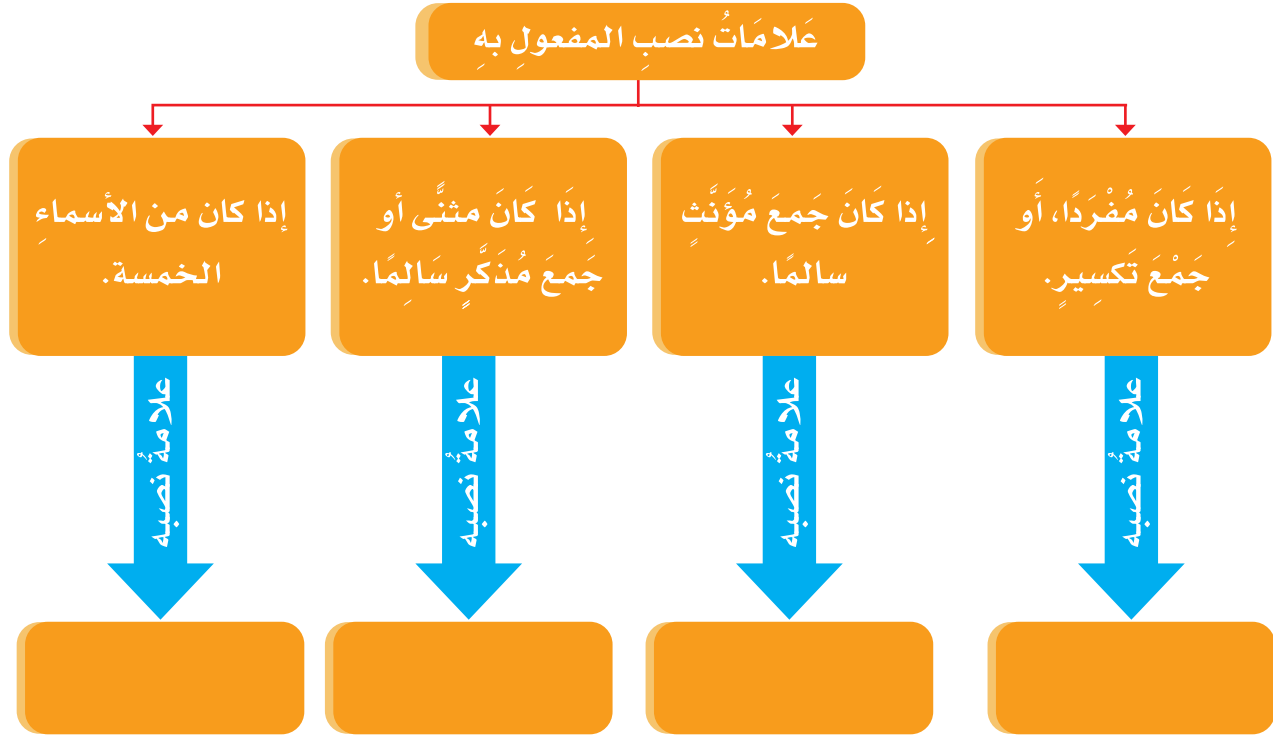 عَلامَاتُ نصبِ المفعولِ بهِ
إِذَا كَانَ مُفْرَدًا، أَو
جَمْعَ تَكسِيرٍ.
إِذا كَانَ جَمعَ مُؤَنَّثٍ
سالمًا.
إِذَا كَانَ مثنًّى أو
جَمعَ مُذَكَّرٍ سَالِمًا.
إذا كان من الأسماءِ
الخمسة.
علامةُ نصبه
علامةُ نصبه
علامةُ نصبه
علامةُ نصبه